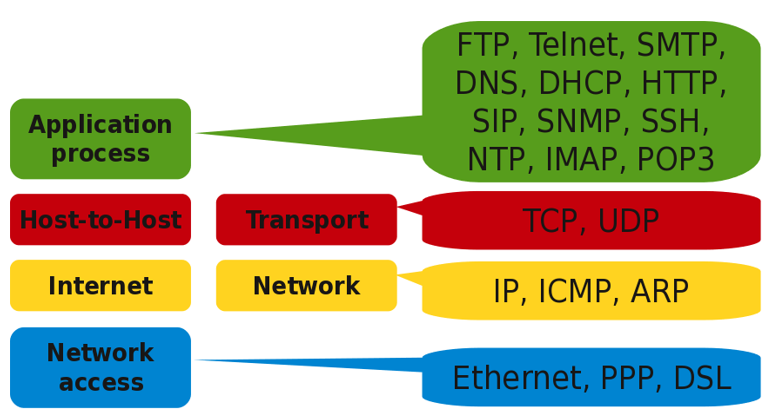 FTP, Telnet, SMTP,
DNS, DHCP, HTTP,
SIP, SNMP, SSH,
NTP, IMAP, POP3
Application
process
Host-to-Host
Transport
TCP, UDP
Internet
Network
IP, ICMP, ARP
Network
access
Ethernet, PPP, DSL